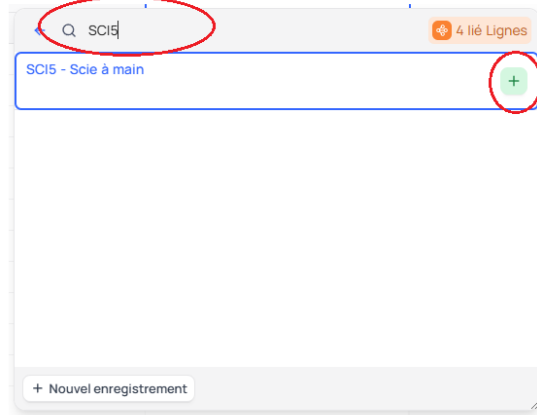 SCI5
4 lié Lignes
SCI5 - Scie à main
+
+ Nouvel enregistrement